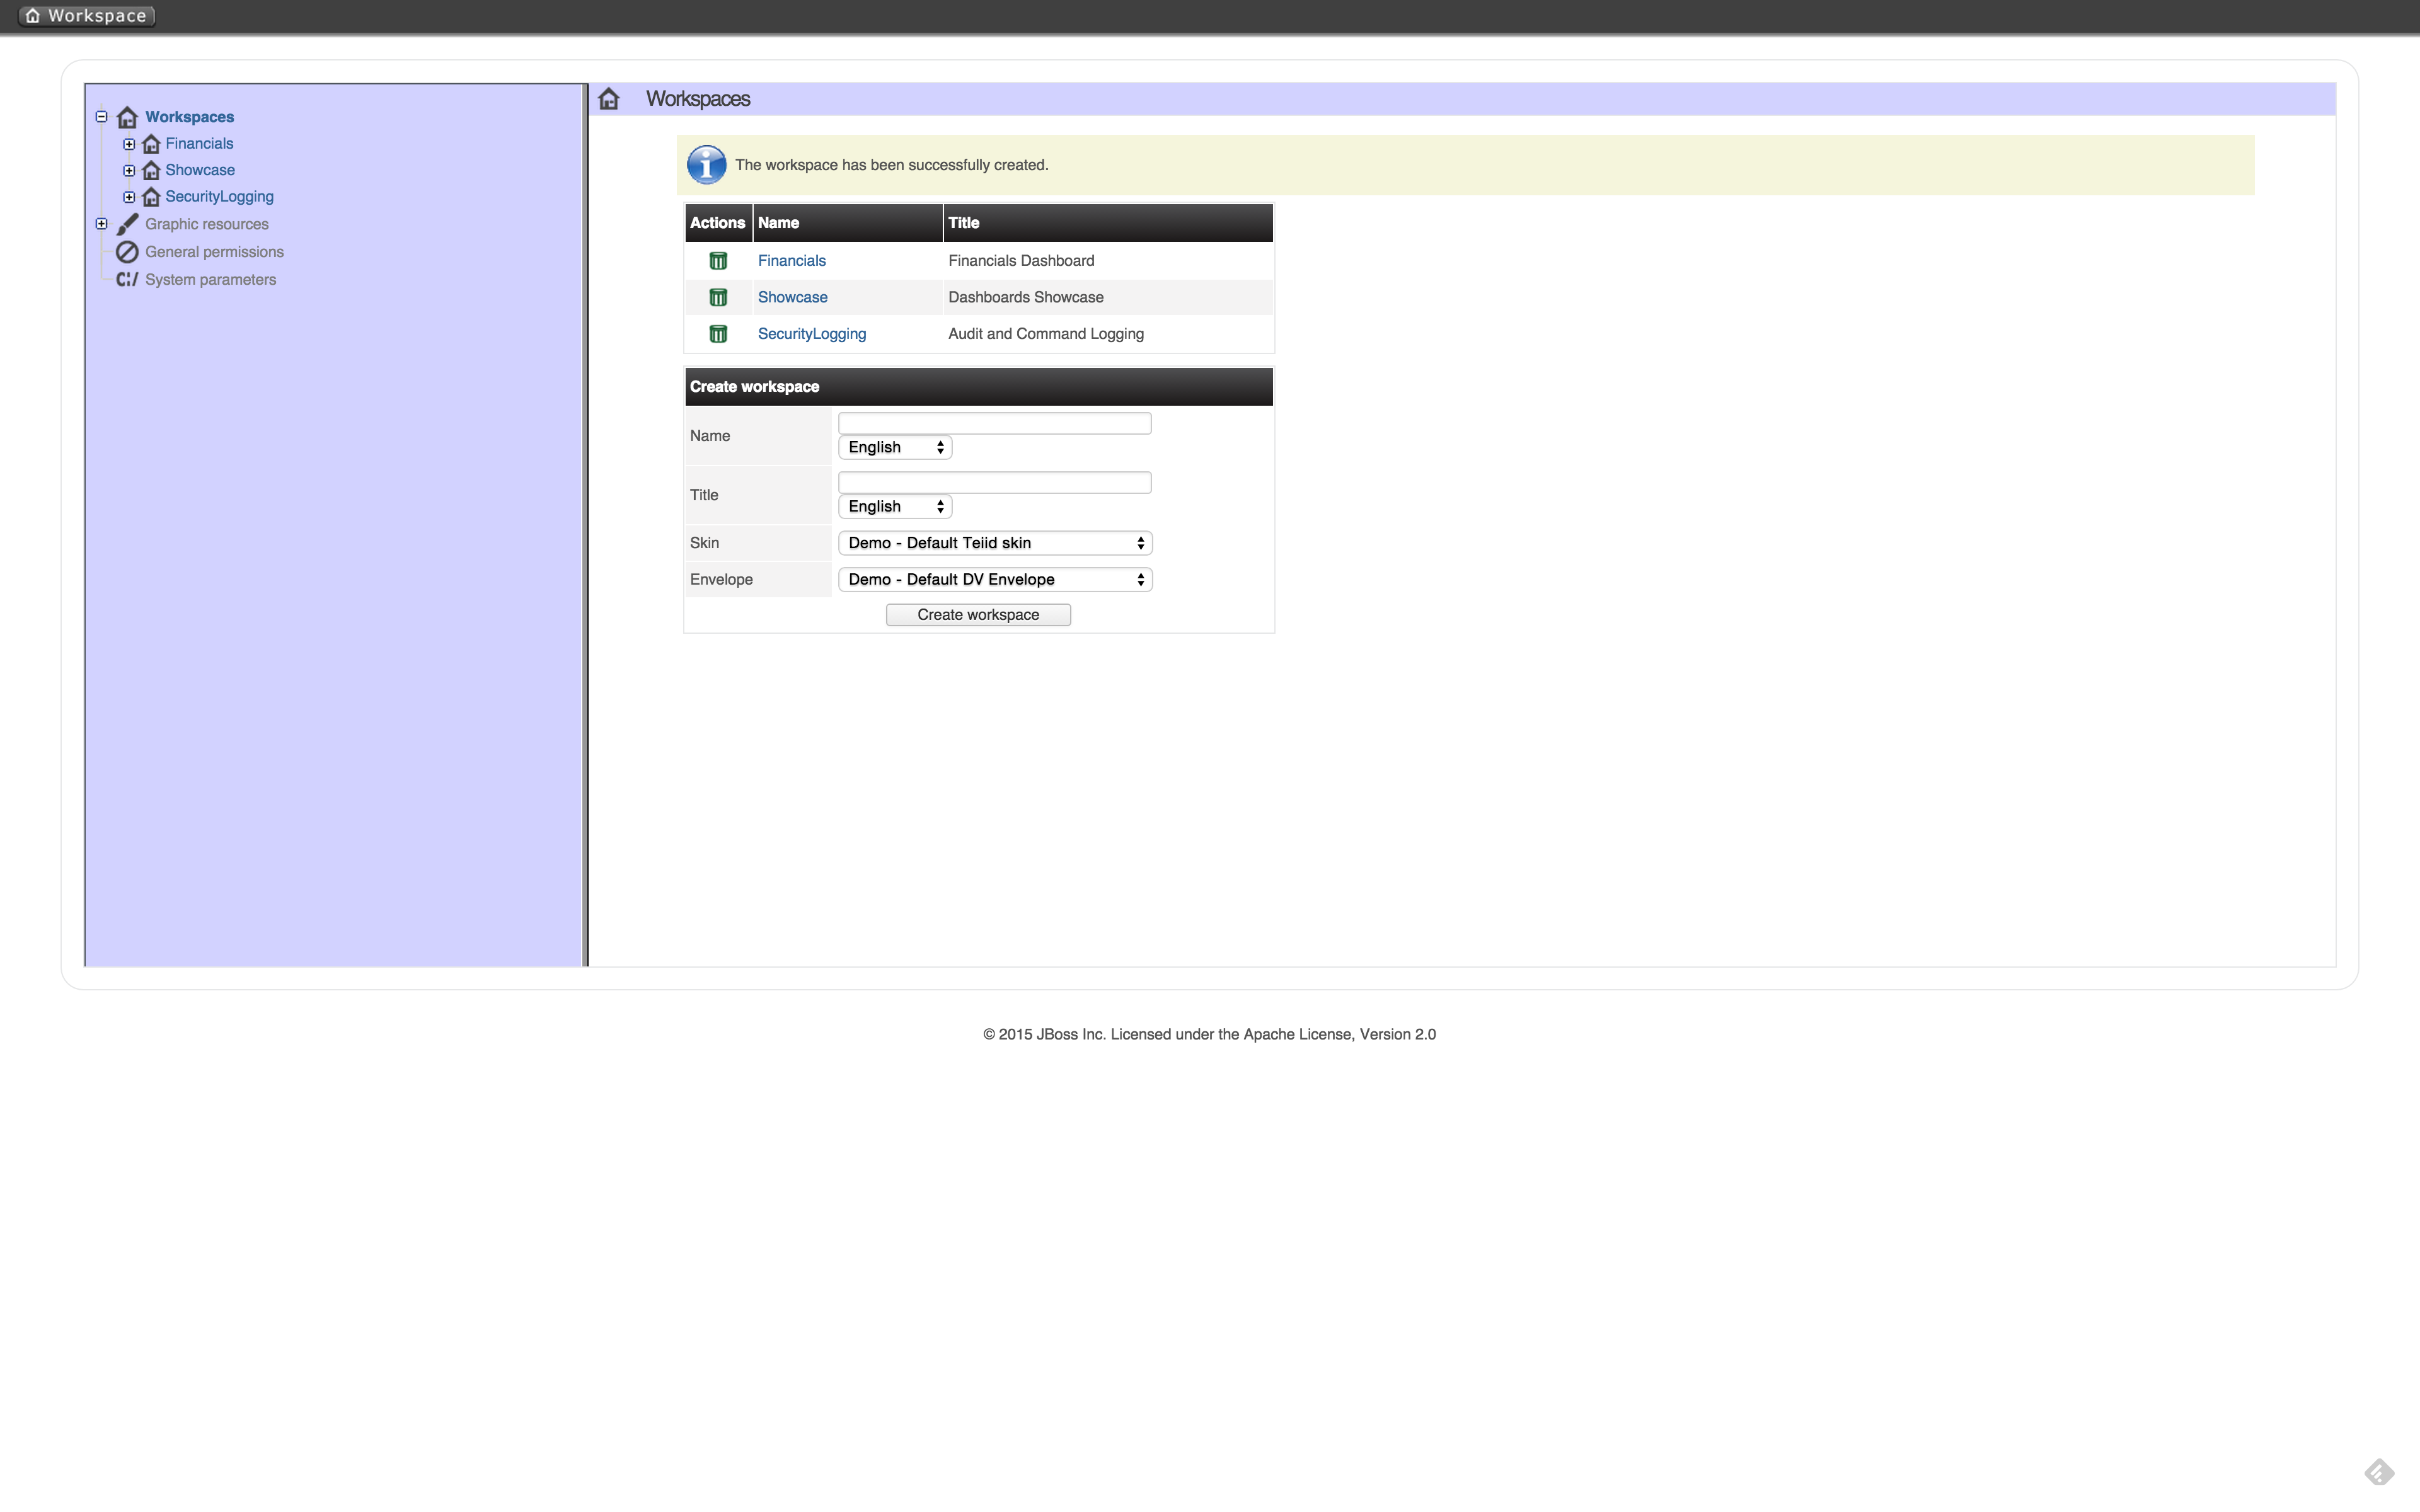 Workspace
Workspaces
Financials
Showcase
SecurityLogging
Graphic resources
General permissions
C:/ System parameters
Workspaces
The workspace has been successfully created.
Actions Name Title
Financials Financials Dashboard
Showcase Dashboards Showcase
SecurityLogging Audit and Command Logging
Create workspace
Name
English
Title
English
Skin Demo - Default Teiid skin
Envelope Demo - Default DV Envelope
Create workspace
© 2015 JBoss Inc. Licensed under the Apache License, Version 2.0